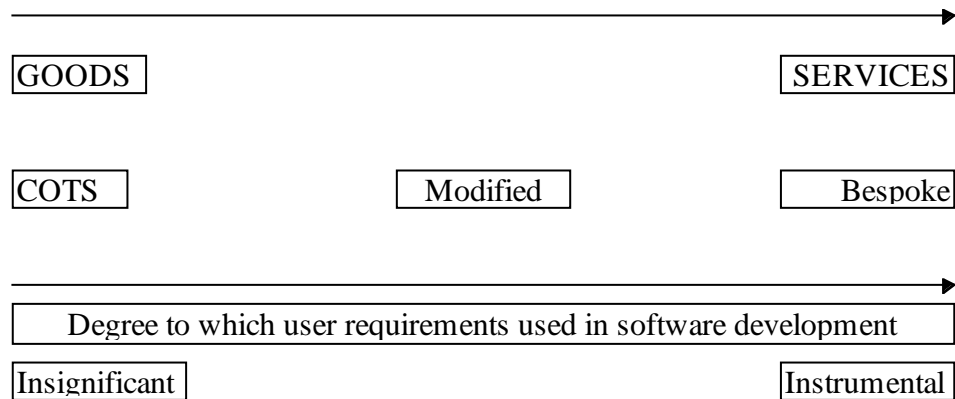 GOODS SERVICES
COTS Modified Bespoke
Degree to which user requirements used in software development
Insignificant Instrumental